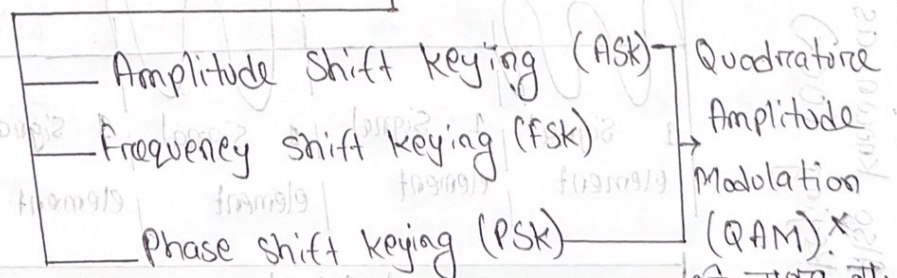 Amplitude Shift Keying (ASK)
Frequency shift keying (FSK)
Phase shift keying (PSK)
Quadrature
Amplitude
Modulation
(QAM)